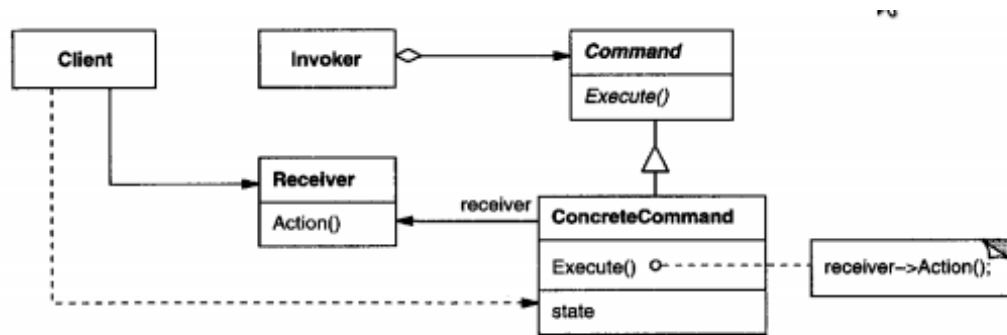 Client
Invoker
Command
Execute()
Receiver
Action()
receiver
ConcreteCommand
Execute()
receiver->Action();
state